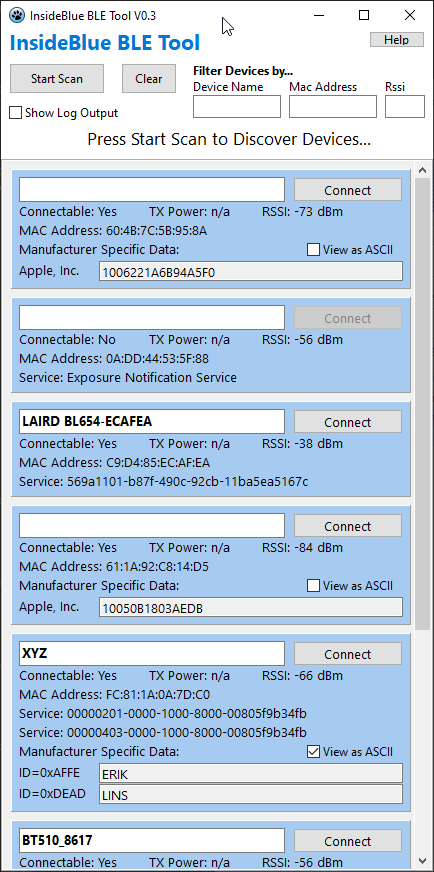 InsideBlue BLE Tool V0.3
InsideBlue BLE Tool
Help
Start Scan Clear
Filter Devices by...
Device Name Mac Address Rssi
Show Log Output
Press Start Scan to Discover Devices...
Connect
Connectable: Yes TX Power: n/a RSSI: -73 dBm
MAC Address: 60:4B:7C:5B:95:8A
Manufacturer Specific Data: View as ASCII
Apple, Inc. 1006221A6B94A5F0
Connect
Connectable: No TX Power: n/a RSSI: -56 dBm
MAC Address: 0A:DD:44:53:5F:88
Service: Exposure Notification Service
LAIRD BL654-ECAFEA Connect
Connectable: Yes TX Power: n/a RSSI: -38 dBm
MAC Address: C9:D4:85:EC:AF:EA
Service: 569a1101-b87f-490c-92cb-11ba5ea5167c
Connect
Connectable: Yes TX Power: n/a RSSI: -84 dBm
MAC Address: 61:1A:92:C8:14:D5
Manufacturer Specific Data: View as ASCII
Apple, Inc. 10050B1803AEDB
XYZ Connect
Connectable: Yes TX Power: n/a RSSI: -66 dBm
MAC Address: FC:81:1A:0A:7D:C0
Service: 00000201-0000-1000-8000-00805f9b34fb
Service: 00000403-0000-1000-8000-00805f9b34fb
Manufacturer Specific Data: View as ASCII
ID=0xAFFE ERIK
ID=0xDEAD LINS
BT510_8617 Connect
Connectable: Yes TX Power: n/a RSSI: -56 dBm